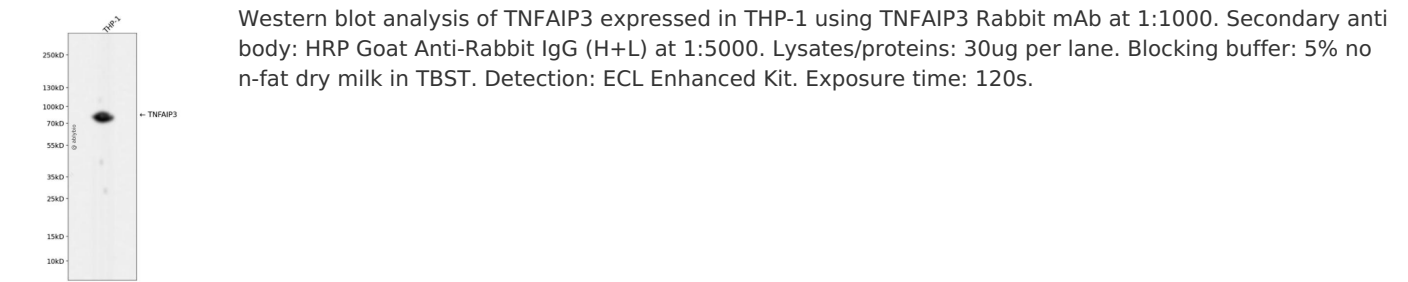 THP-1
250kD
130kD
100kD
70kD
55kD
35kD
25kD
15kD
10kD
← TNFAIP3
Western blot analysis of TNFAIP3 expressed in THP-1 using TNFAIP3 Rabbit mAb at 1:1000. Secondary anti
body: HRP Goat Anti-Rabbit IgG (H+L) at 1:5000. Lysates/proteins: 30ug per lane. Blocking buffer: 5% no
n-fat dry milk in TBST. Detection: ECL Enhanced Kit. Exposure time: 120s.